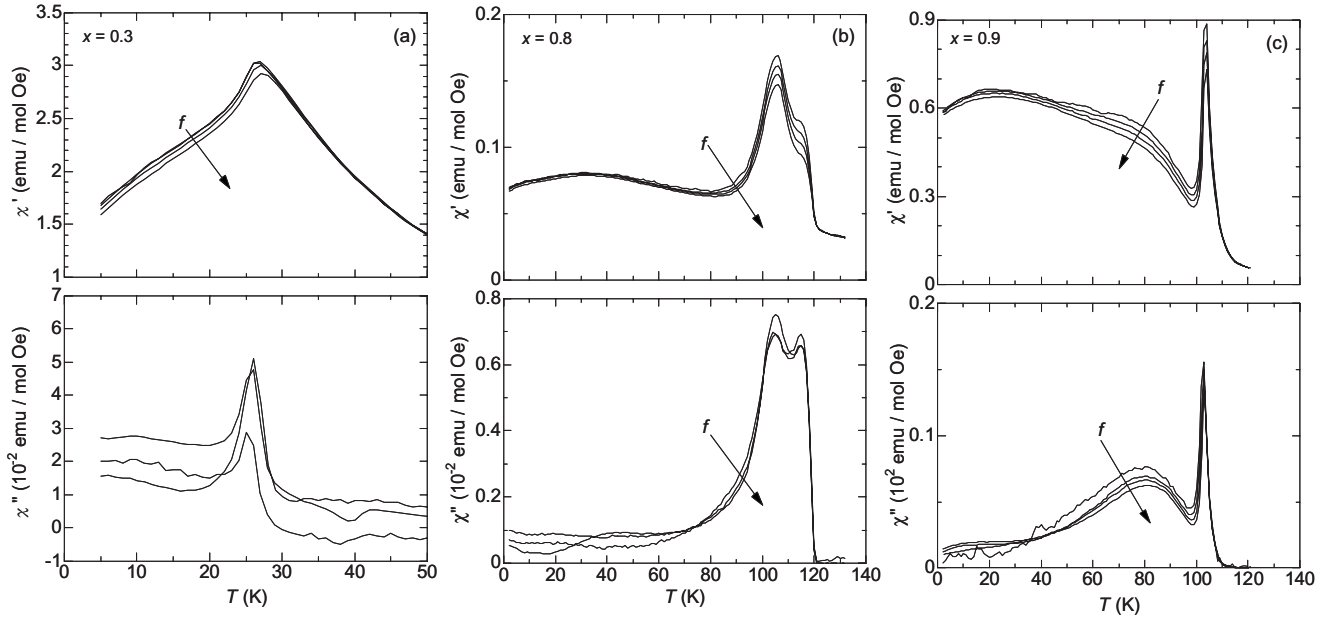 3.5
3
2.5
2
1.5
1
x = 0.3
(a)
f
χ' (emu / mol Oe)
0.2
0.1
0
x = 0.8
(b)
f
χ' (emu / mol Oe)
0.9
0.6
0.3
0
x = 0.9
(c)
f
χ' (emu / mol Oe)
7
6
5
4
3
2
1
0
-1
χ" (10⁻² emu / mol Oe)
0 10 20 30 40 50
T (K)
0.8
0.6
0.4
0.2
0
f
χ" (10⁻² emu / mol Oe)
0 20 40 60 80 100 120 140
T (K)
0.2
0.1
0
f
χ" (10² emu / mol Oe)
0 20 40 60 80 100 120 140
T (K)